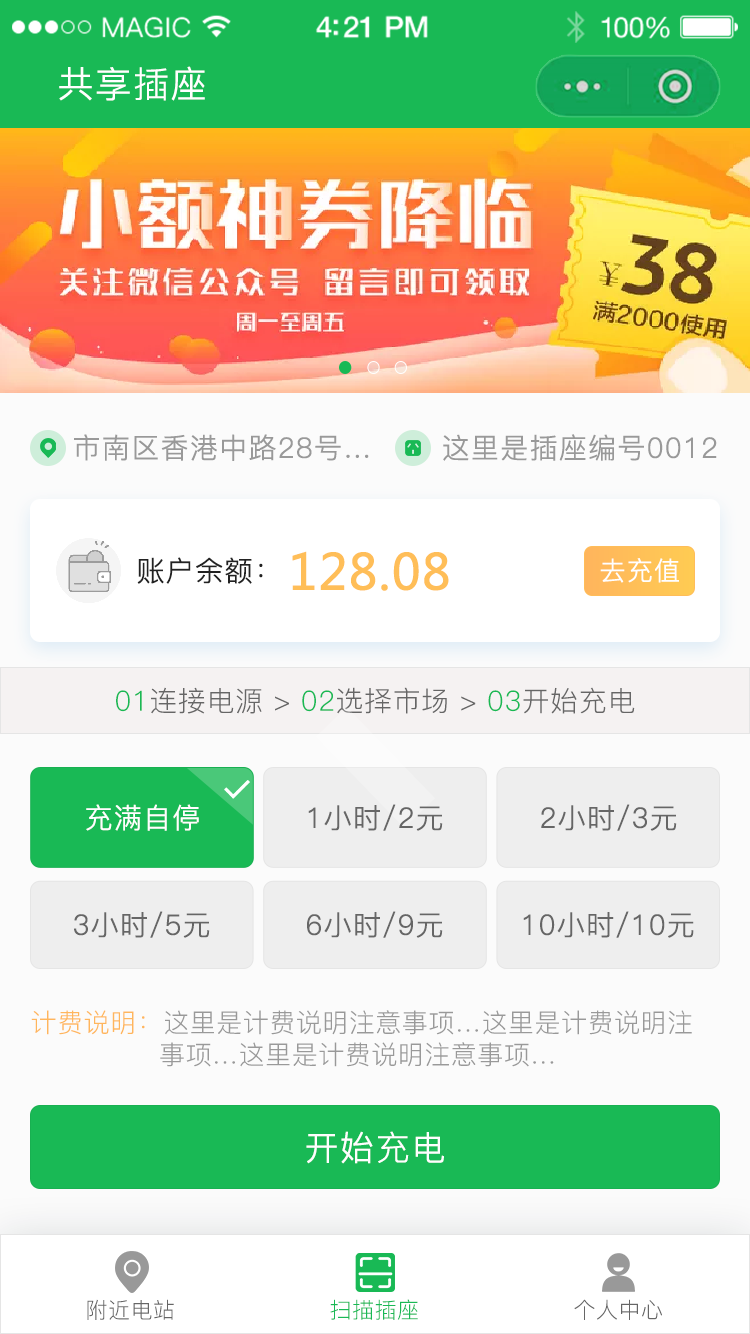 MAGIC 4:21 PM 100%
共享插座
小额神券降临
关注微信公众号 留言即可领取
周一至周五
¥38
满2000使用
市南区香港中路28号... 这里是插座编号0012
账户余额： 128.08 去充值
01连接电源 > 02选择市场 > 03开始充电
充满自停 1小时/2元 2小时/3元
3小时/5元 6小时/9元 10小时/10元
计费说明： 这里是计费说明注意事项...这里是计费说明注
事项...这里是计费说明注意事项...
开始充电
附近电站 扫描插座 个人中心